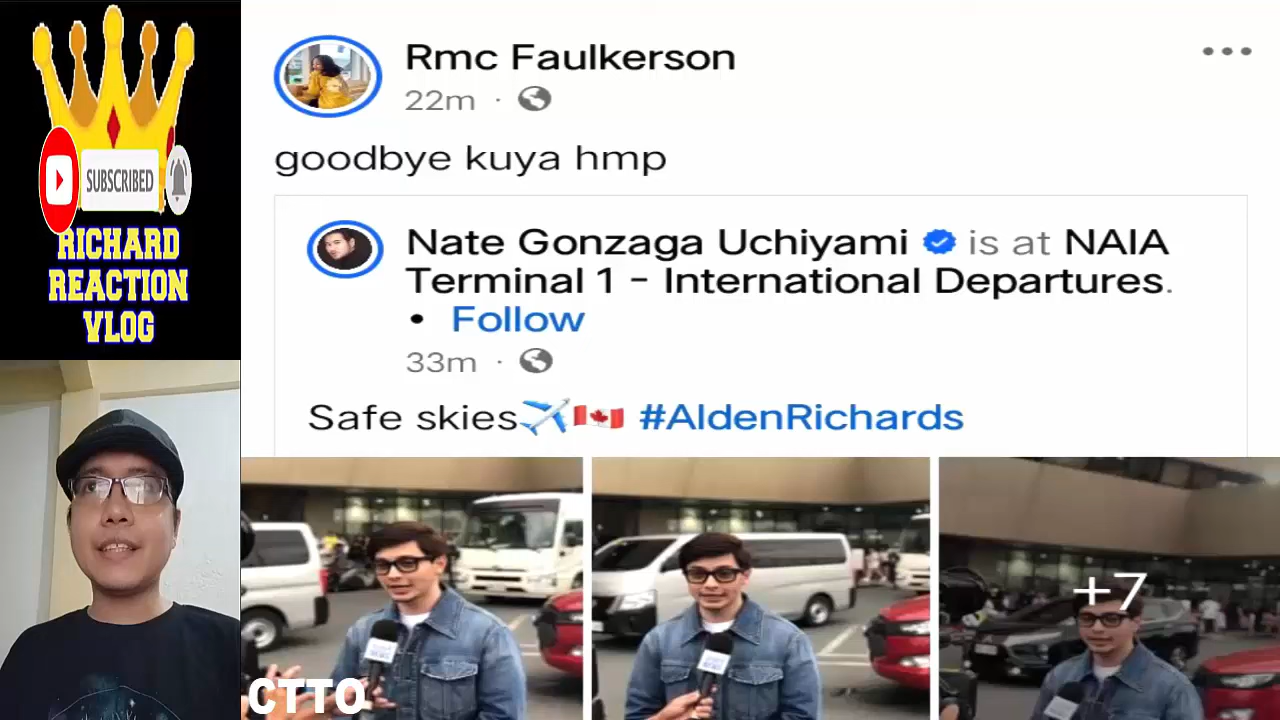 SUBSCRIBED
RICHARD
REACTION
VLOG
Rmc Faulkerson
22m ·
goodbye kuya hmp
Nate Gonzaga Uchiyami is at NAIA
Terminal 1 - International Departures.
• Follow
33m ·
Safe skies✈️🇨🇦 #AldenRichards
+7
CTTO